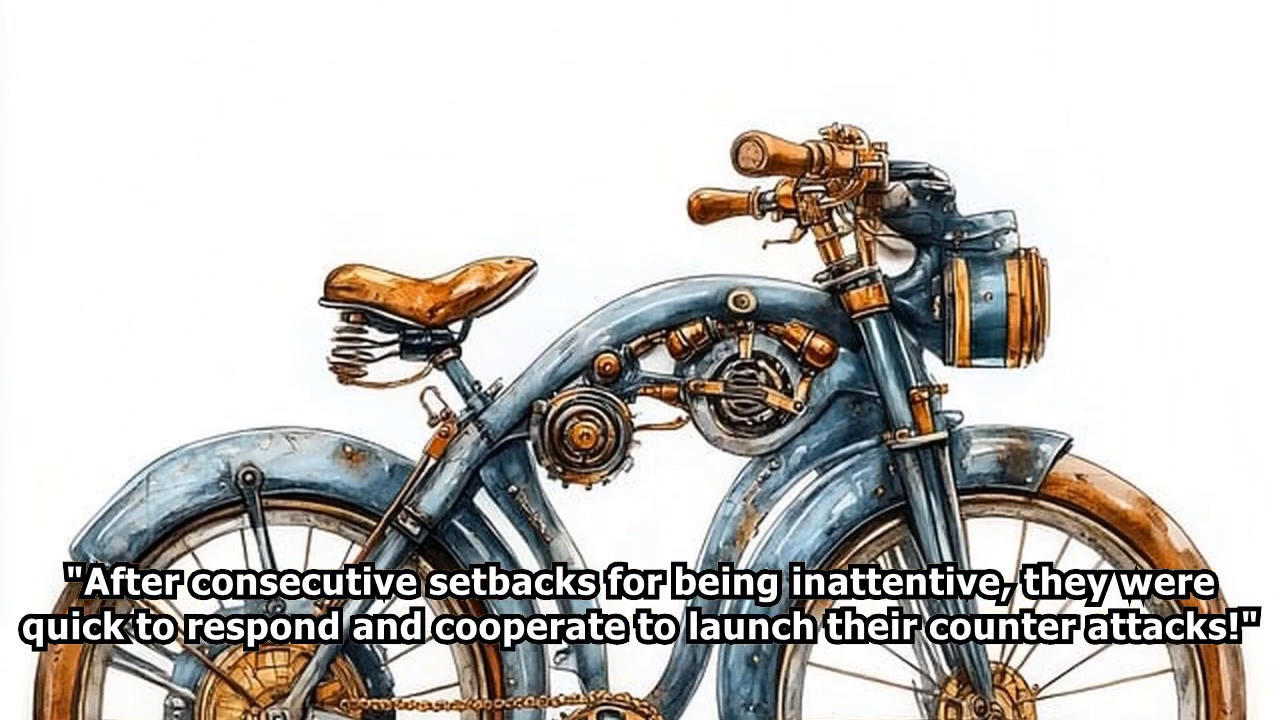 "After consecutive setbacks for being inattentive, they were
quick to respond and cooperate to launch their counter attacks!"